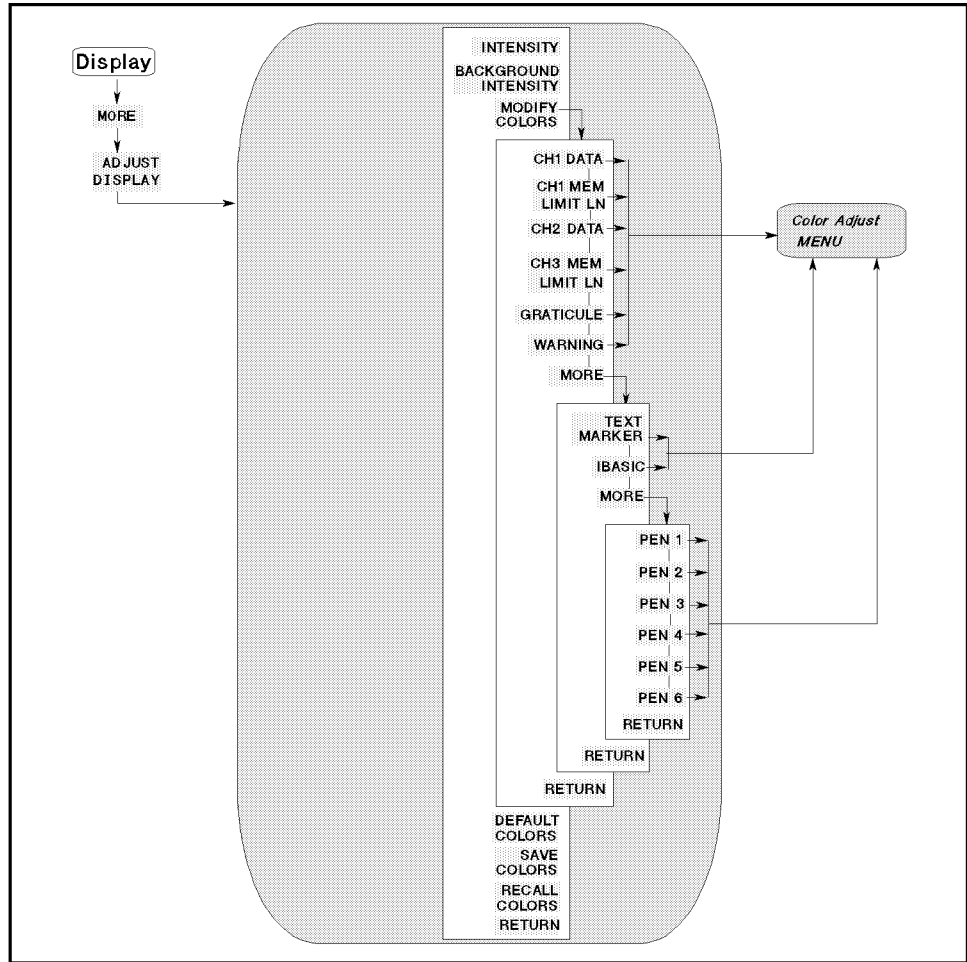 Display
MORE
ADJUST
DISPLAY
INTENSITY
BACKGROUND
INTENSITY
MODIFY
COLORS
CH1 DATA
CH1 MEM
LIMIT LN
CH2 DATA
CH3 MEM
LIMIT LN
GRATICULE
WARNING
MORE
TEXT
MARKER
IBASIC
MORE
PEN 1
PEN 2
PEN 3
PEN 4
PEN 5
PEN 6
RETURN
RETURN
RETURN
DEFAULT
COLORS
SAVE
COLORS
RECALL
COLORS
RETURN
Color Adjust
MENU